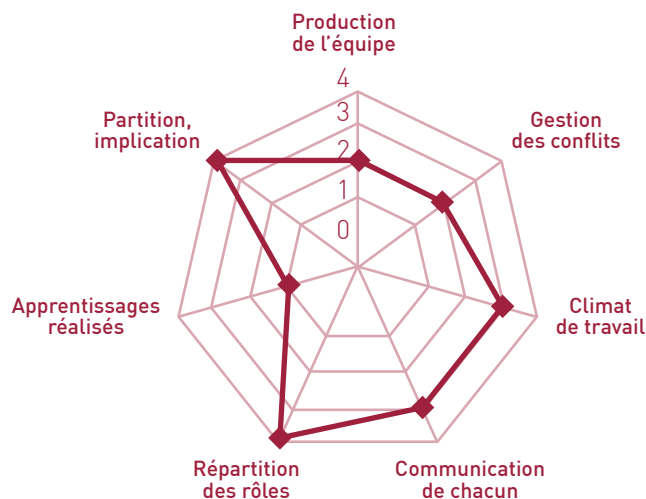 Production
de l’équipe
4
3
2
1
0
Partition,
implication
Gestion
des conflits
Apprentissages
réalisés
Climat
de travail
Répartition
des rôles
Communication
de chacun